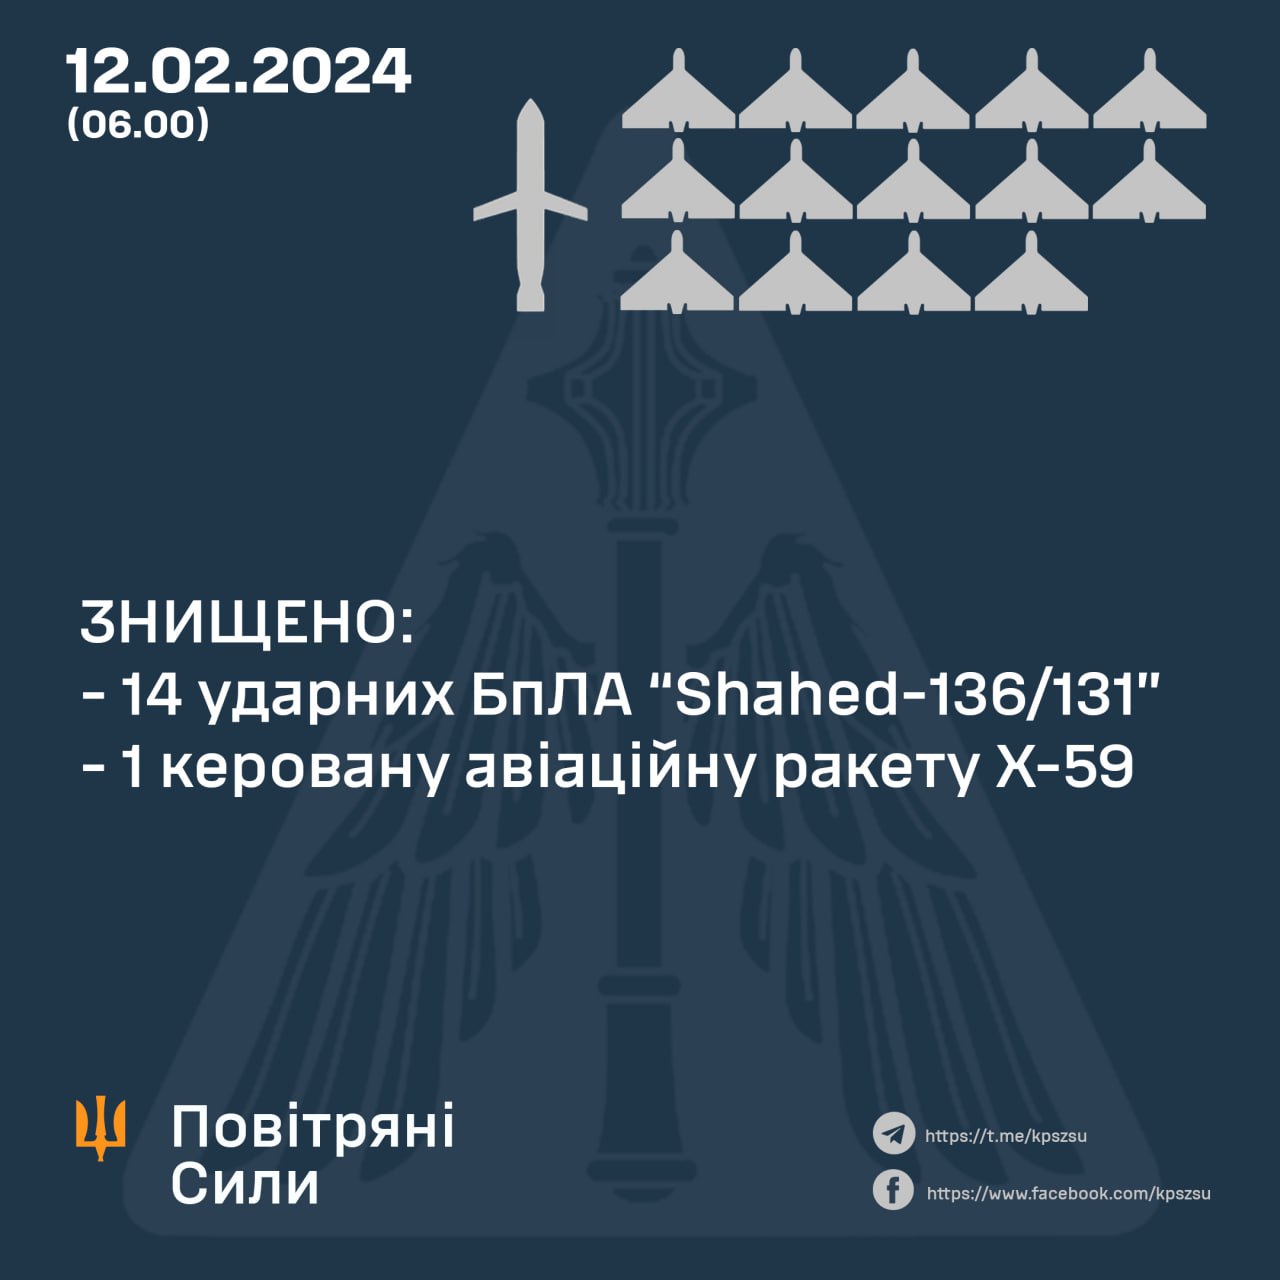 12.02.2024
(06.00)
ЗНИЩЕНО:
- 14 ударних БпЛА “Shahed-136/131”
- 1 керовану авіаційну ракету Х-59
Повітряні
Сили
https://t.me/kpszsu
https://www.facebook.com/kpszsu